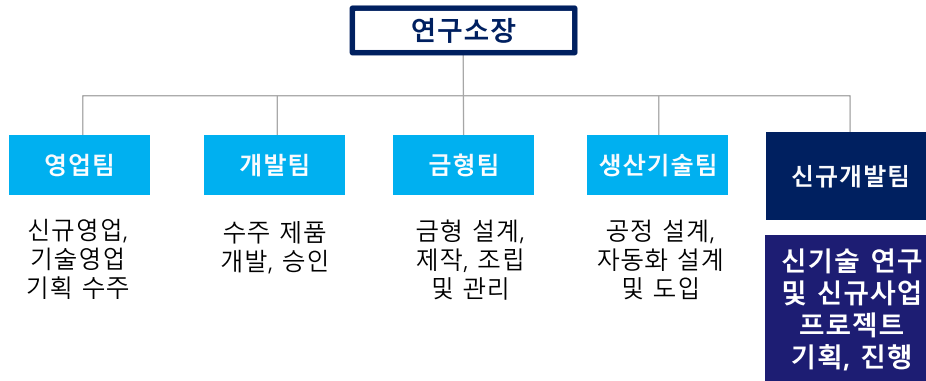 연구소장
영업팀
개발팀
금형팀
생산기술팀
신규개발팀
신규영업,
기술영업
기획 수주
수주 제품
개발, 승인
금형 설계,
제작, 조립
및 관리
공정 설계,
자동화 설계
및 도입
신기술 연구
및 신규사업
프로젝트
기획, 진행